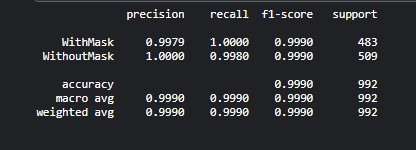 precision recall f1-score support
WithMask 0.9979 1.0000 0.9990 483
WithoutMask 1.0000 0.9980 0.9990 509
accuracy 0.9990 992
macro avg 0.9990 0.9990 0.9990 992
weighted avg 0.9990 0.9990 0.9990 992